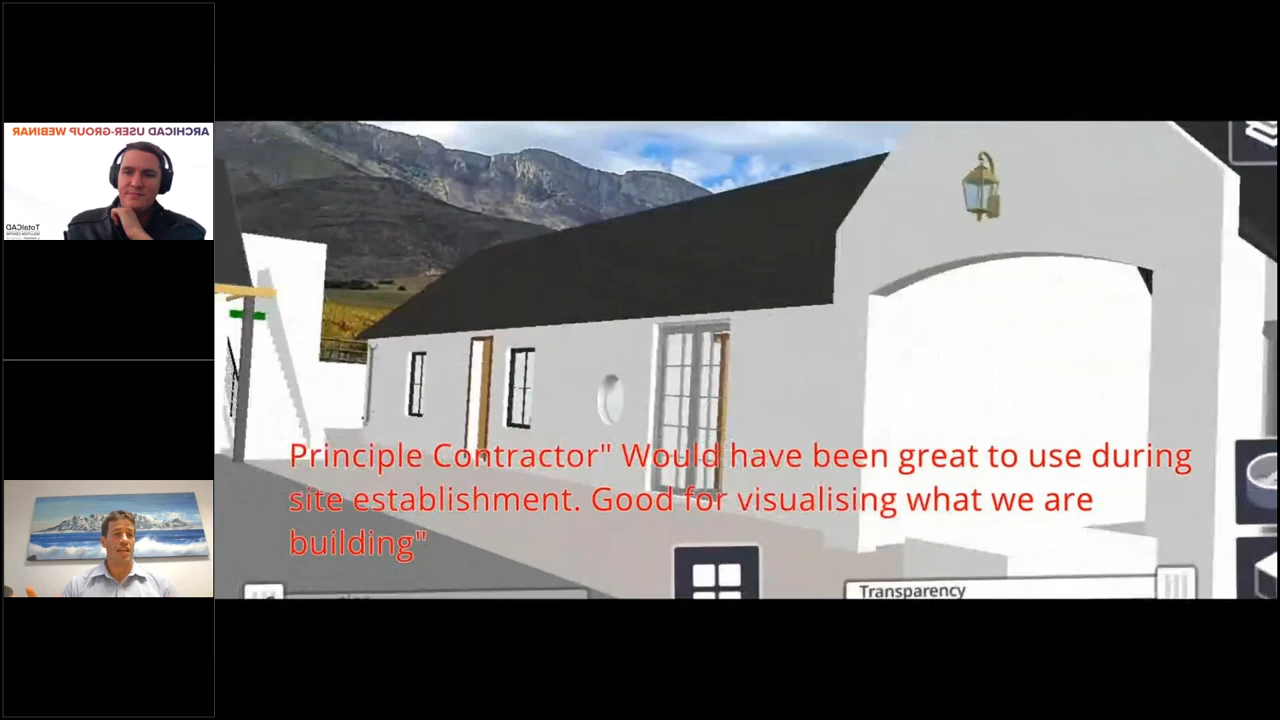 ARCHICAD USER-GROUP WEBINAR
TotalCAD
Principle Contractor" Would have been great to use during
site establishment. Good for visualising what we are
building"
Transparency